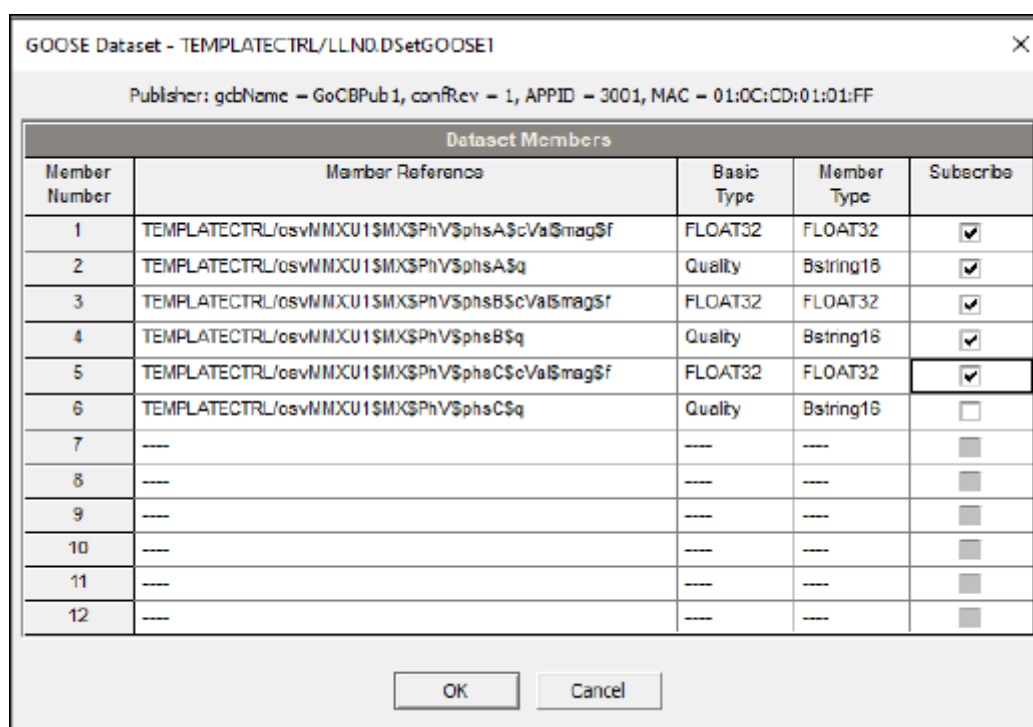 GOOSE Dataset - TEMPLATECTRL/LLN0.DSetGOOSE1
Publisher: gcbName = GoCBPub1, confRev = 1, APPID = 3001, MAC = 01:0C:CD:01:01:FF
Dataset Members
Member Number Member Reference Basic Type Member Type Subscribe
1 TEMPLATECTRL/osvMMXU1$MX$PhV$phsA$cVal$mag$f FLOAT32 FLOAT32
2 TEMPLATECTRL/osvMMXU1$MX$PhV$phsA$q Quality Bstring16
3 TEMPLATECTRL/osvMMXU1$MX$PhV$phsB$cVal$mag$f FLOAT32 FLOAT32
4 TEMPLATECTRL/osvMMXU1$MX$PhV$phsB$q Quality Bstring16
5 TEMPLATECTRL/osvMMXU1$MX$PhV$phsC$cVal$mag$f FLOAT32 FLOAT32
6 TEMPLATECTRL/osvMMXU1$MX$PhV$phsC$q Quality Bstring16
7 ---- ---- ----
8 ---- ---- ----
9 ---- ---- ----
10 ---- ---- ----
11 ---- ---- ----
12 ---- ---- ----
OK Cancel